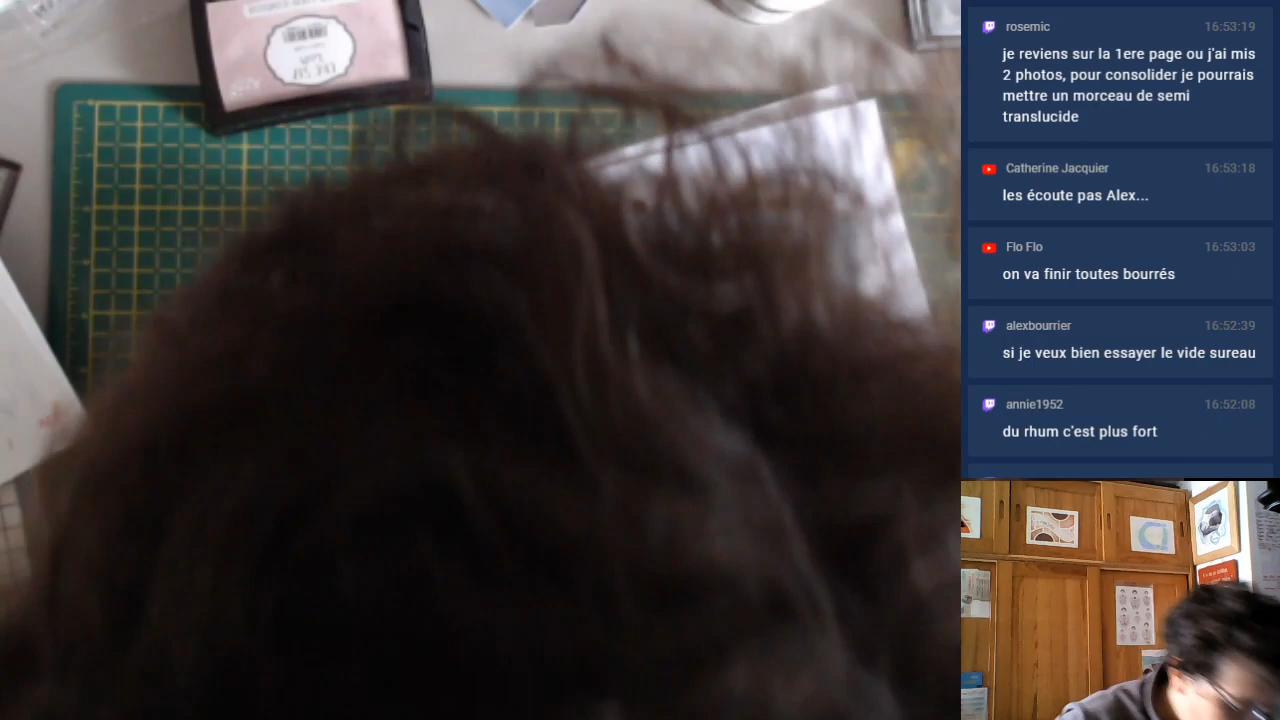 rosemic 16:53:19
je reviens sur la 1ere page ou j'ai mis
2 photos, pour consolider je pourrais
mettre un morceau de semi
translucide
Catherine Jacquier 16:53:18
les écoute pas Alex...
Flo Flo 16:53:03
on va finir toutes bourrés
alexbourrier 16:52:39
si je veux bien essayer le vide sureau
annie1952 16:52:08
du rhum c'est plus fort